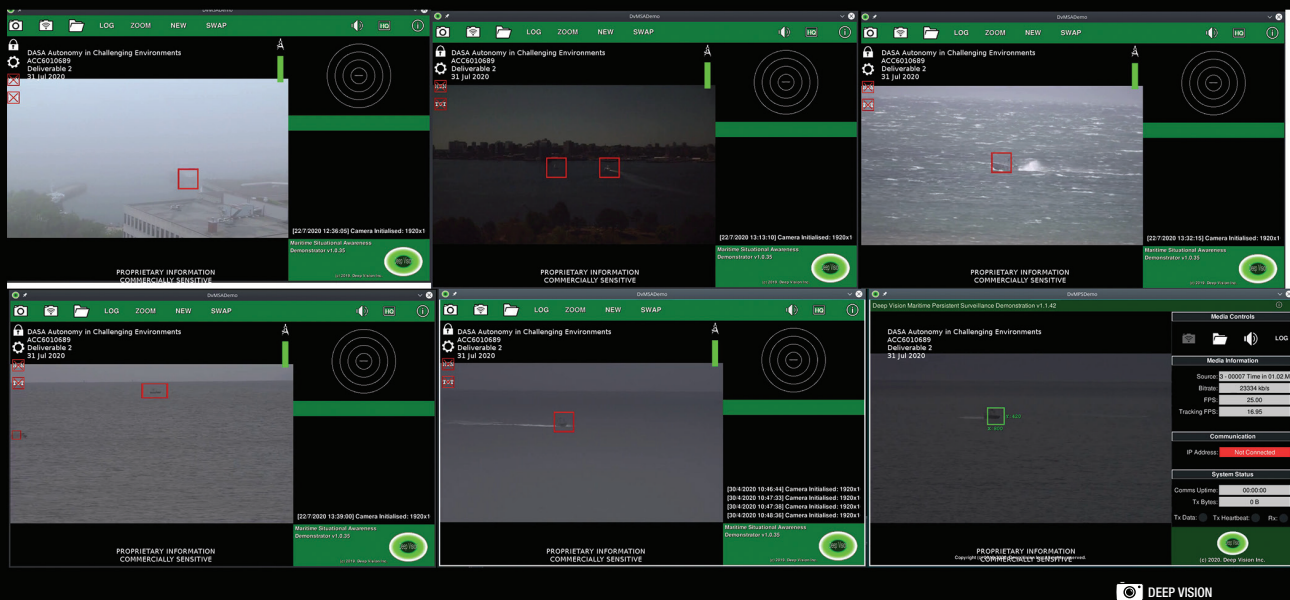 DvMSADemo
LOG ZOOM NEW SWAP HQ
DASA Autonomy in Challenging Environments
ACC6010689
Deliverable 2
31 Jul 2020
[22/7/2020 12:36:05] Camera Initialised: 1920x1
Maritime Situational Awareness
Demonstrator v1.0.35
PROPRIETARY INFORMATION
COMMERCIALLY SENSITIVE
DvMSADemo
LOG ZOOM NEW SWAP HQ
DASA Autonomy in Challenging Environments
ACC6010689
Deliverable 2
31 Jul 2020
[22/7/2020 13:13:10] Camera Initialised: 1920x1
Maritime Situational Awareness
Demonstrator v1.0.35
PROPRIETARY INFORMATION
COMMERCIALLY SENSITIVE
DvMSADemo
LOG ZOOM NEW SWAP HQ
DASA Autonomy in Challenging Environments
ACC6010689
Deliverable 2
31 Jul 2020
[22/7/2020 13:32:15] Camera Initialised: 1920x1
Maritime Situational Awareness
Demonstrator v1.0.35
PROPRIETARY INFORMATION
COMMERCIALLY SENSITIVE
DvMSADemo
LOG ZOOM NEW SWAP HQ
DASA Autonomy in Challenging Environments
ACC6010689
Deliverable 2
31 Jul 2020
[22/7/2020 13:39:00] Camera Initialised: 1920x1
Maritime Situational Awareness
Demonstrator v1.0.35
PROPRIETARY INFORMATION
COMMERCIALLY SENSITIVE
DvMSADemo
LOG ZOOM NEW SWAP HQ
DASA Autonomy in Challenging Environments
ACC6010689
Deliverable 2
31 Jul 2020
[30/4/2020 10:46:44] Camera Initialised: 1920x1
[30/4/2020 10:47:33] Camera Initialised: 1920x1
[30/4/2020 10:47:38] Camera Initialised: 1920x1
[30/4/2020 10:48:36] Camera Initialised: 1920x1
Maritime Situational Awareness
Demonstrator v1.0.35
PROPRIETARY INFORMATION
COMMERCIALLY SENSITIVE
DvMPSDemo
Deep Vision Maritime Persistent Surveillance Demonstration v1.1.42
DASA Autonomy in Challenging Environments
ACC6010689
Deliverable 2
31 Jul 2020
Media Controls
LOG
Media Information
Source: 3 - 00007 Time in 01.02.M
Bitrate: 23334 kb/s
FPS: 25.00
Tracking FPS: 16.95
Communication
IP Address: Not Connected
System Status
Comms Uptime: 00:00:00
Tx Bytes: 0 B
Tx Data: Tx Heartbeat: Rx:
PROPRIETARY INFORMATION
COMMERCIALLY SENSITIVE
(c) 2020. Deep Vision Inc.
DEEP VISION